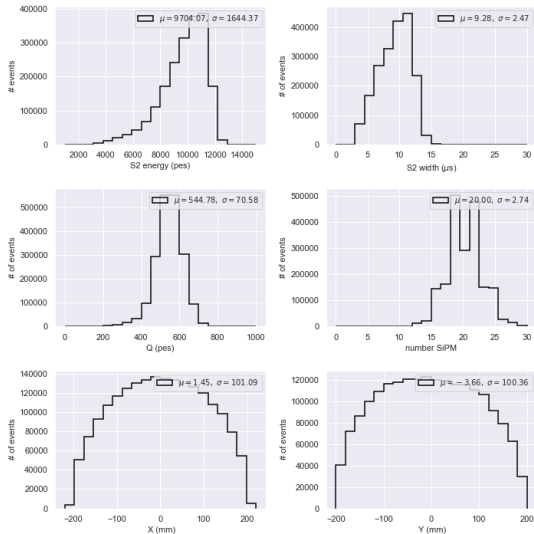 μ = 9704.07, σ = 1644.37
# events
400000
300000
200000
100000
0
2000 4000 6000 8000 10000 12000 14000
S2 energy (pes)
μ = 9.28, σ = 2.47
# of events
400000
300000
200000
100000
0
0 5 10 15 20 25 30
S2 width (μs)
μ = 544.78, σ = 70.58
# of events
500000
400000
300000
200000
100000
0
0 200 400 600 800 1000
Q (pes)
μ = 20.00, σ = 2.74
# of events
500000
400000
300000
200000
100000
0
0 5 10 15 20 25 30
number SiPM
μ = 1.45, σ = 101.09
# of events
140000
120000
100000
80000
60000
40000
20000
0
−200 −100 0 100 200
X (mm)
μ = −3.66, σ = 100.36
# of events
120000
100000
80000
60000
40000
20000
0
−200 −100 0 100 200
Y (mm)